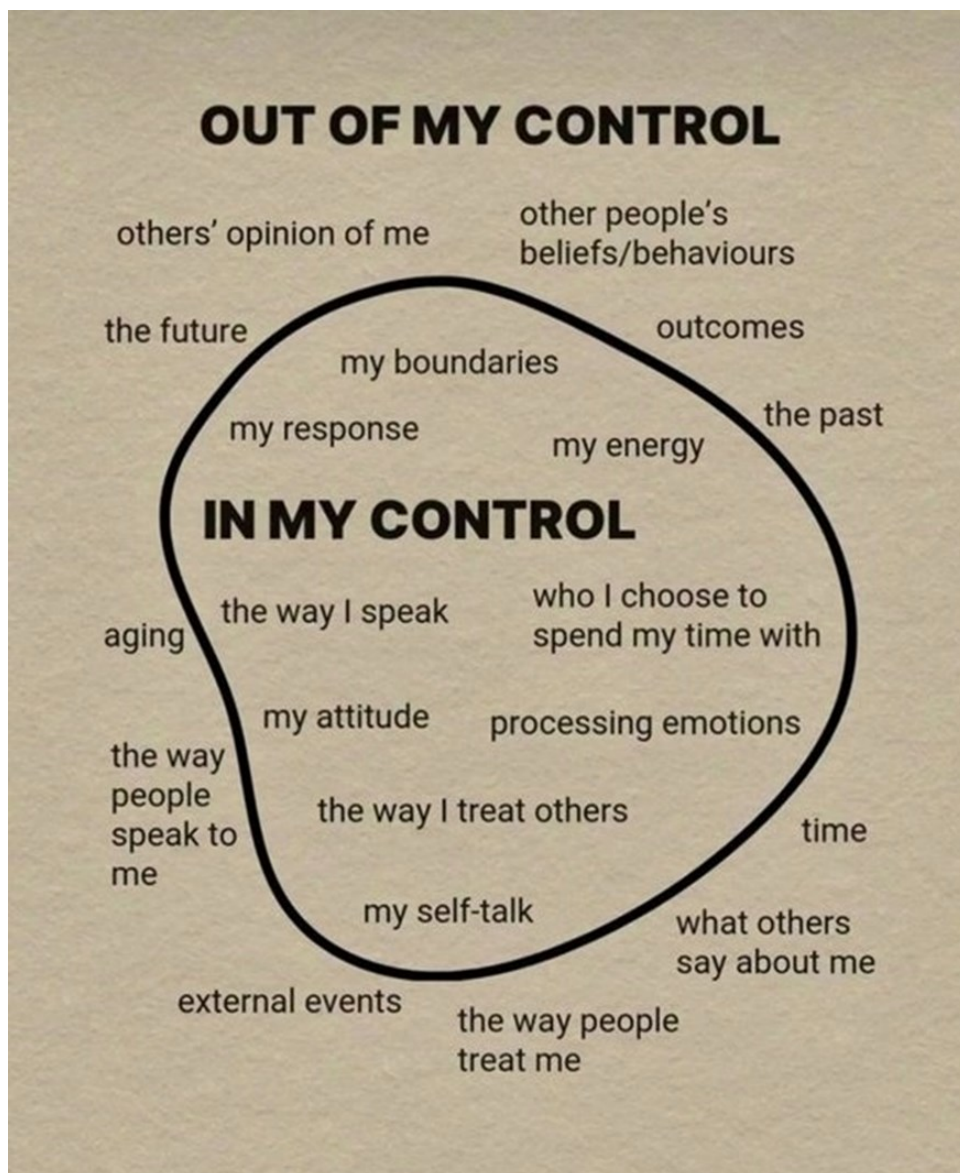 OUT OF MY CONTROL
others' opinion of me
other people's
beliefs/behaviours
the future
outcomes
my boundaries
the past
my response
my energy
IN MY CONTROL
the way I speak
who I choose to
spend my time with
aging
my attitude
processing emotions
the way
people
speak to
me
the way I treat others
time
my self-talk
what others
say about me
external events
the way people
treat me